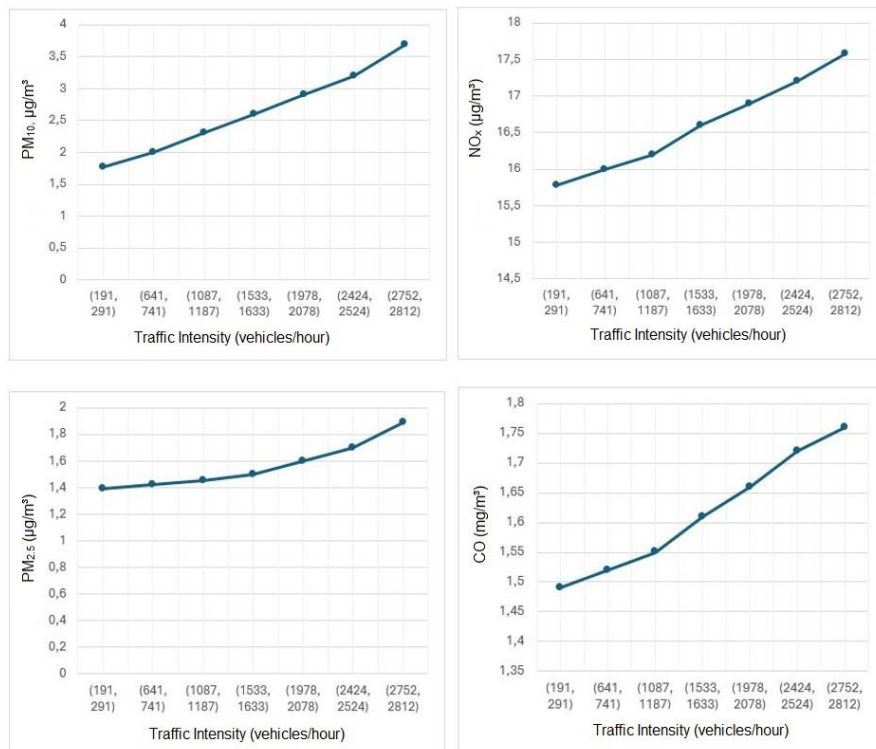 4
3,5
3
2,5
2
1,5
1
0,5
0
PM₁₀, µg/m³
(191, (641, (1087, (1533, (1978, (2424, (2752,
291) 741) 1187) 1633) 2078) 2524) 2812)
Traffic Intensity (vehicles/hour)
18
17,5
17
16,5
16
15,5
15
14,5
NOₓ (µg/m³)
(191, (641, (1087, (1533, (1978, (2424, (2752,
291) 741) 1187) 1633) 2078) 2524) 2812)
Traffic Intensity (vehicles/hour)
2
1,8
1,6
1,4
1,2
1
0,8
0,6
0,4
0,2
0
PM₂.₅ (µg/m³)
(191, (641, (1087, (1533, (1978, (2424, (2752,
291) 741) 1187) 1633) 2078) 2524) 2812)
Traffic Intensity (vehicles/hour)
1,8
1,75
1,7
1,65
1,6
1,55
1,5
1,45
1,4
1,35
CO (mg/m³)
(191, (641, (1087, (1533, (1978, (2424, (2752,
291) 741) 1187) 1633) 2078) 2524) 2812)
Traffic Intensity (vehicles/hour)